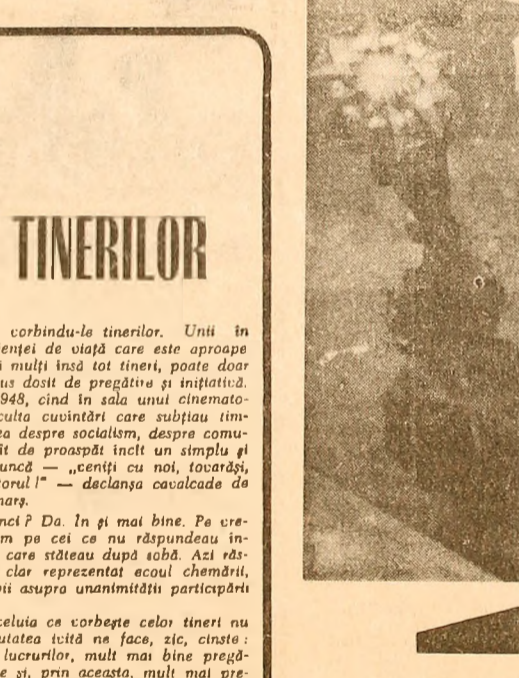 TINERILOR
vorbindu-le tinerilor. Unii în
enței de viață care este aproape
i mulți însă tot tineri, poate doar
us dosit de pregătire și inițiativă.
948, cînd în sala unui cinemato-
culta cuvîntări care subțiau tim-
ea despre socialism, despre comu-
ît de proaspăt încît un simplu și
uncă — „ceniți cu noi, tovarăși,
torul!" — declanșa cavalcade de
marș.
nci? Da. In și mai bine. Pe vre-
m pe cei ce nu răspundeau în-
care stăteau după sobă. Azi răs-
clar reprezentat ecoul chemării,
ii asupra unanimității participării
celuia ce vorbește celor tineri nu
utatea ivită ne face, zic, cinste:
lucrurilor, mult mai bine pregă-
e și, prin aceasta, mult mai pre-